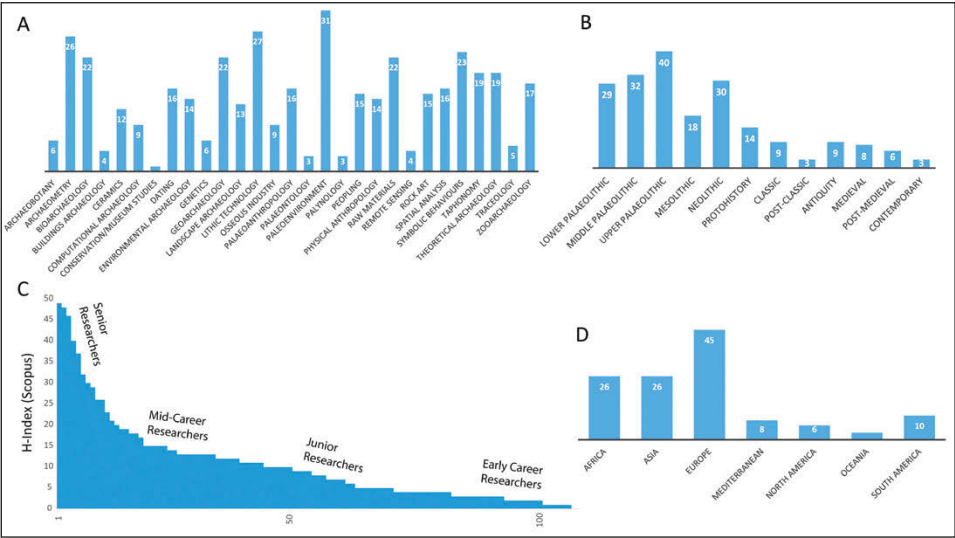 A
6
26
22
4
12
9
16
14
6
22
13
27
9
16
3
31
3
15
14
22
4
15
16
23
19
19
5
17
ARCHAEOBOTANY
ARCHAEOMETRY
BIOARCHAEOLOGY
BUILDINGS ARCHAEOLOGY
CERAMICS
COMPUTATIONAL ARCHAEOLOGY
CONSERVATION/MUSEUM STUDIES
DATING
ENVIRONMENTAL ARCHAEOLOGY
GENETICS
GEOARCHAEOLOGY
LANDSCAPE ARCHAEOLOGY
LITHIC TECHNOLOGY
OSSEOUS INDUSTRY
PALAEOANTHROPOLOGY
PALAEONTOLOGY
PALEOENVIRONMENT
PALYNOLOGY
PEOPLING
PHYSICAL ANTHROPOLOGY
RAW MATERIALS
REMOTE SENSING
ROCK ART
SPATIAL ANALYSIS
SYMBOLIC BEHAVIOURS
TAPHONOMY
THEORETICAL ARCHAEOLOGY
TRACEOLOGY
ZOOARCHAEOLOGY
B
29
32
40
18
30
14
9
3
9
8
6
3
LOWER PALAEOLITHIC
MIDDLE PALAEOLITHIC
UPPER PALAEOLITHIC
MESOLITHIC
NEOLITHIC
PROTOHISTORY
CLASSIC
POST-CLASSIC
ANTIQUITY
MEDIEVAL
POST-MEDIEVAL
CONTEMPORARY
C
H-Index (Scopus)
50
45
40
35
30
25
20
15
10
5
0
1
50
100
Senior
Researchers
Mid-Career
Researchers
Junior
Researchers
Early Career
Researchers
D
26
26
45
8
6
10
AFRICA
ASIA
EUROPE
MEDITERRANEAN
NORTH AMERICA
OCEANIA
SOUTH AMERICA